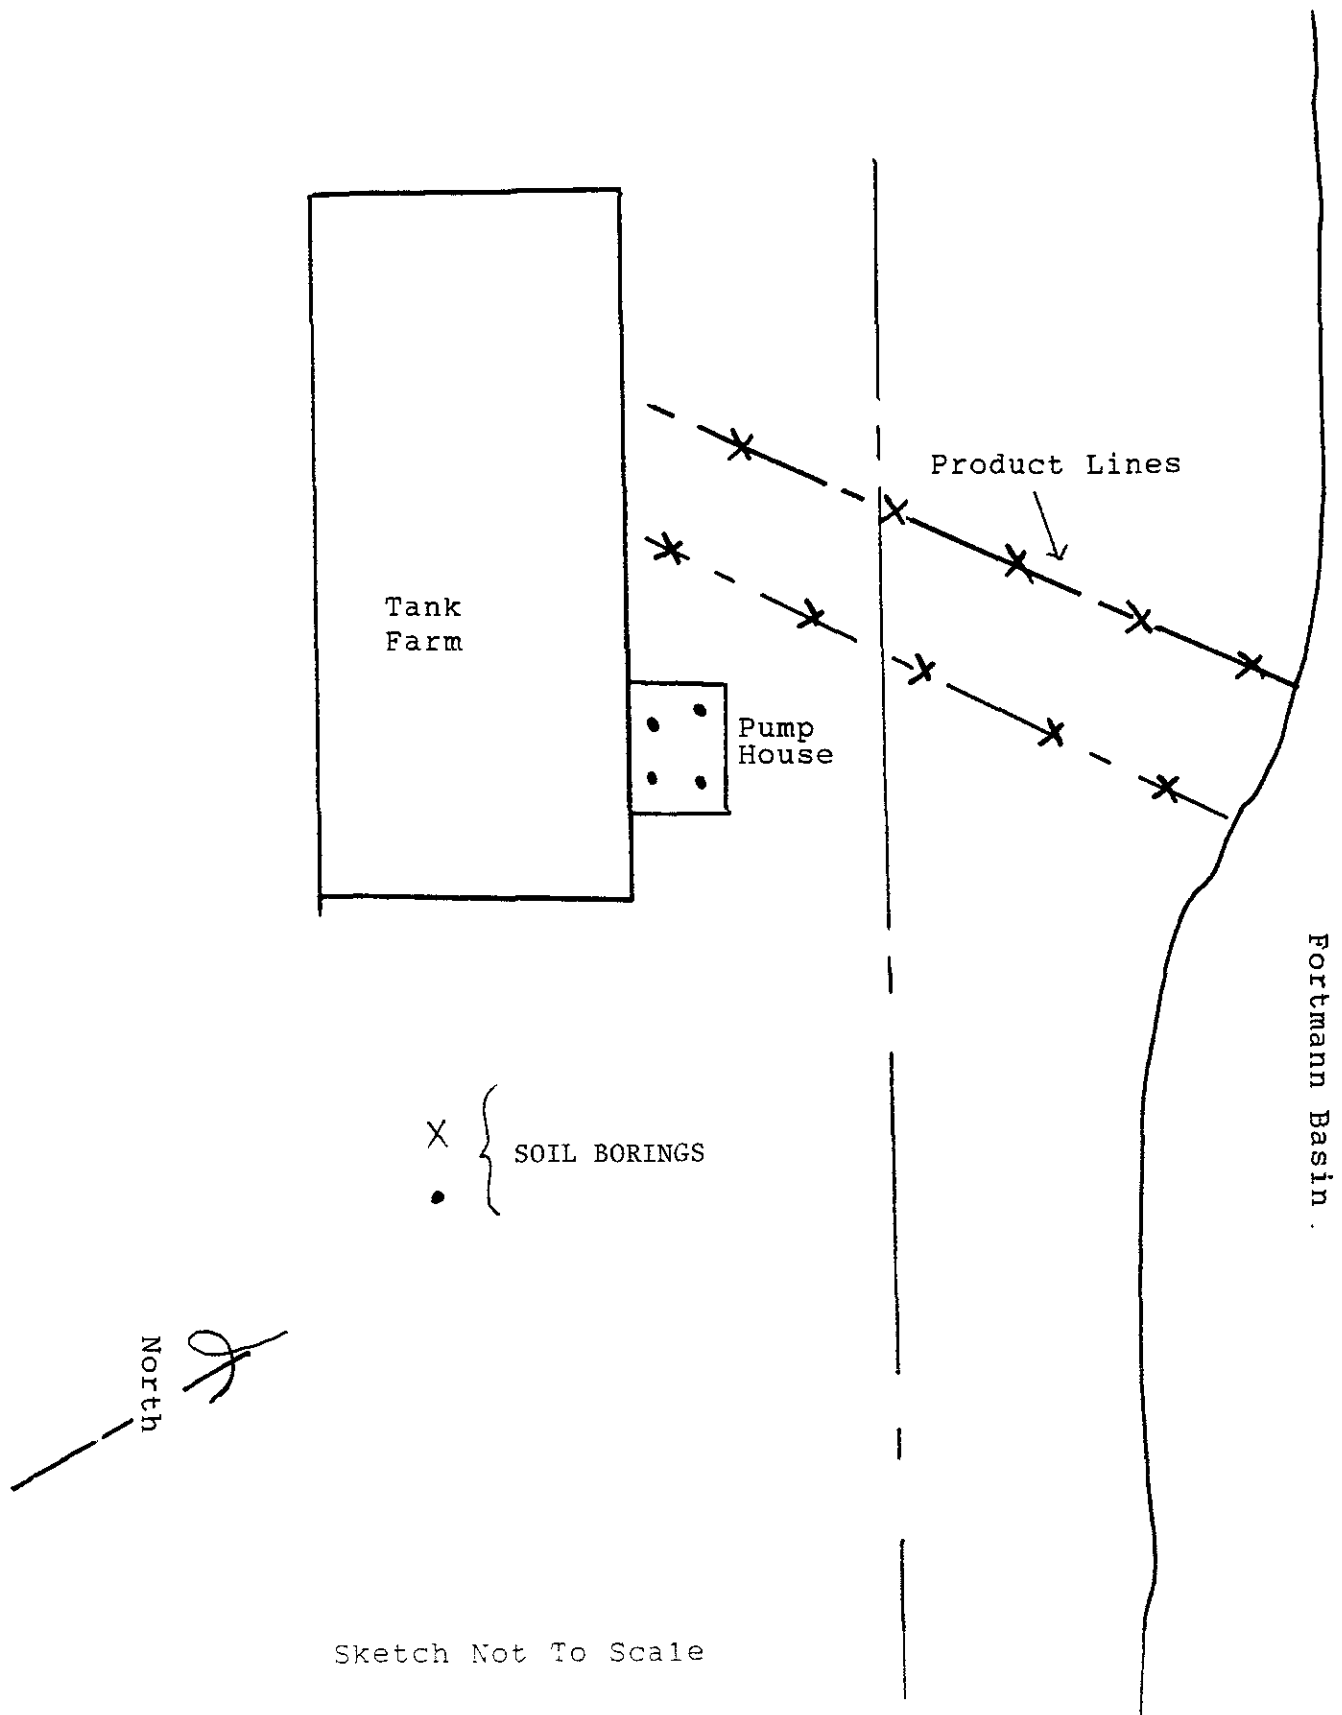 Product Lines
Tank
Farm
Pump
House
Fortmann Basin
X
SOIL BORINGS
North
Sketch Not To Scale